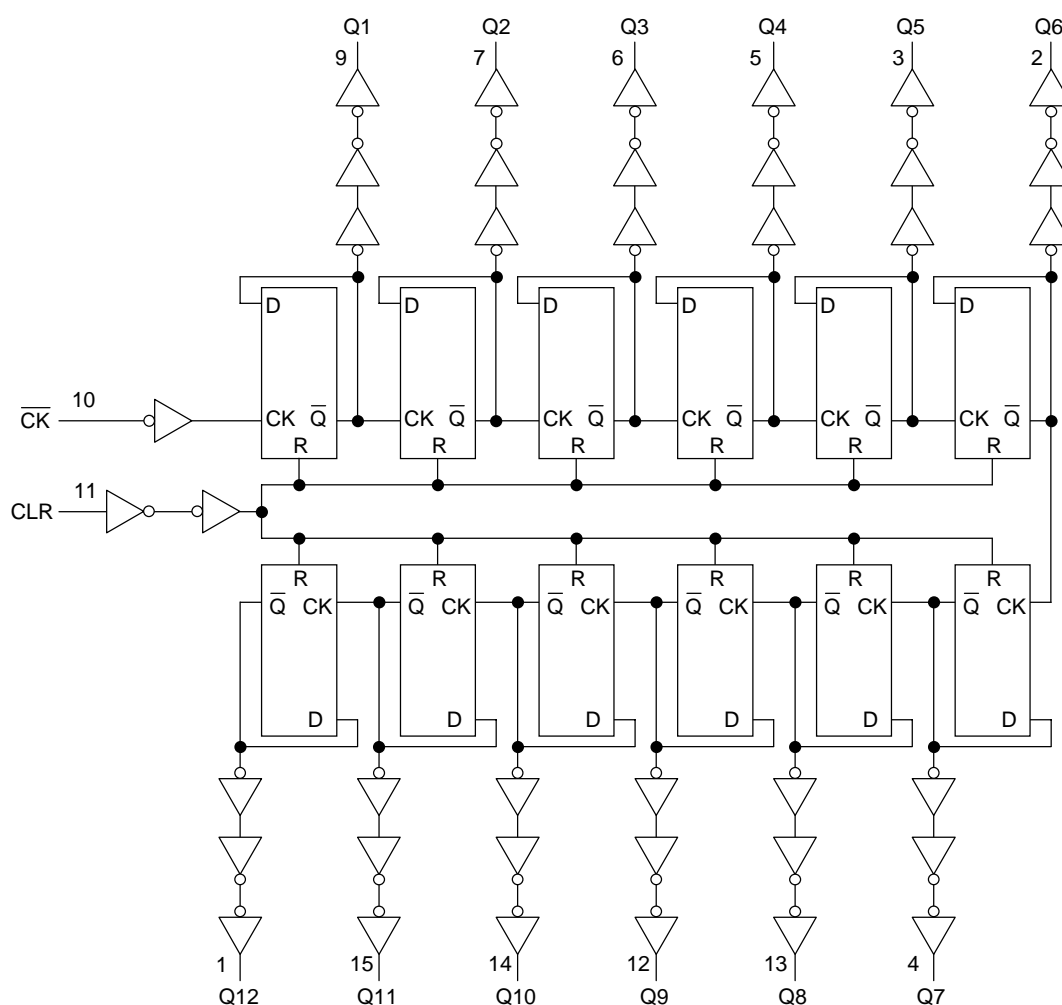 Q1 Q2 Q3 Q4 Q5 Q6
9 7 6 5 3 2
D D D D D D
C̅K̅ 10 CK Q̅ CK Q̅ CK Q̅ CK Q̅ CK Q̅ CK Q̅
R R R R R R
CLR 11
R R R R R R
Q̅ CK Q̅ CK Q̅ CK Q̅ CK Q̅ CK Q̅ CK
D D D D D D
1 15 14 12 13 4
Q12 Q11 Q10 Q9 Q8 Q7